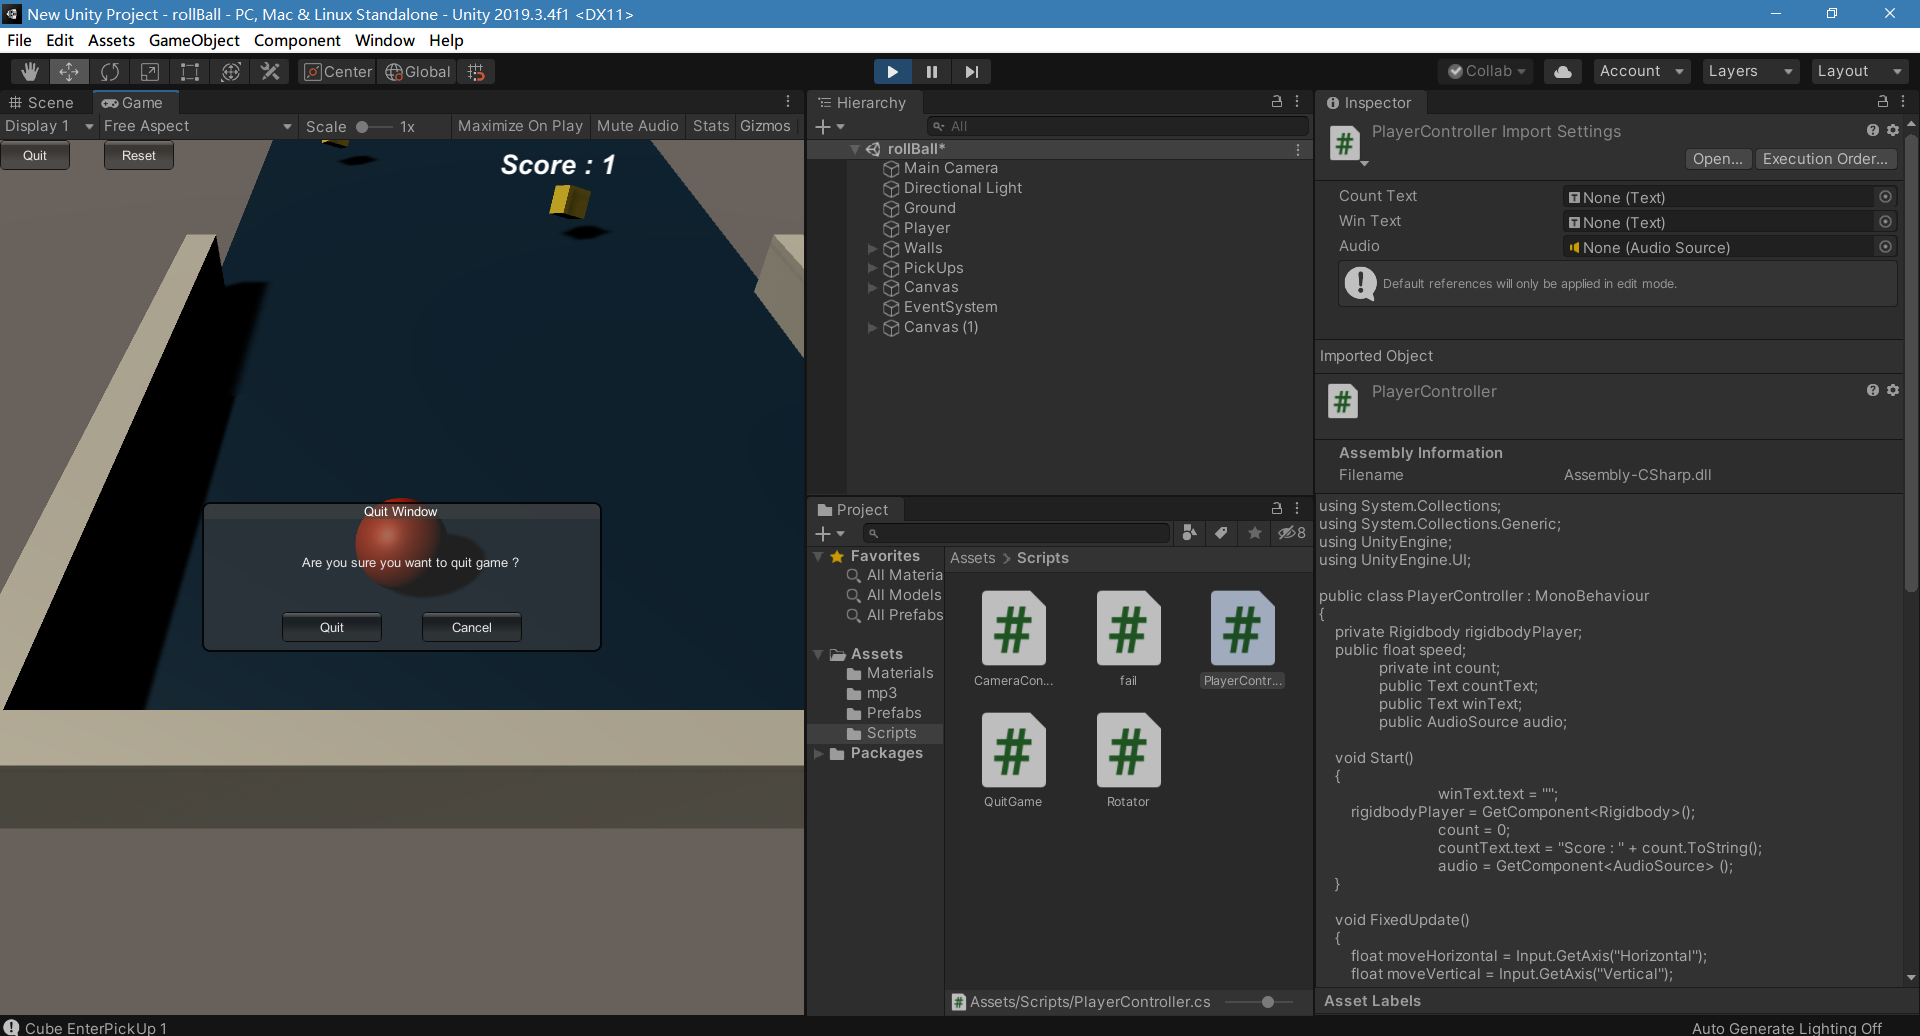 New Unity Project - rollBall - PC, Mac & Linux Standalone - Unity 2019.3.4f1 <DX11>
File Edit Assets GameObject Component Window Help
Center Global Collab Account Layers Layout
Scene Game
Display 1 Free Aspect Scale 1x Maximize On Play Mute Audio Stats Gizmos
Quit Reset
Score : 1
Quit Window
Are you sure you want to quit game ?
Quit Cancel
Hierarchy
All
rollBall*
Main Camera
Directional Light
Ground
Player
Walls
PickUps
Canvas
EventSystem
Canvas (1)
Project
8
Favorites
All Materia
All Models
All Prefabs
Assets
Materials
mp3
Prefabs
Scripts
Packages
Assets > Scripts
CameraCon...
fail
PlayerContr...
QuitGame
Rotator
Assets/Scripts/PlayerController.cs
Inspector
PlayerController Import Settings
Open... Execution Order...
Count Text None (Text)
Win Text None (Text)
Audio None (Audio Source)
Default references will only be applied in edit mode.
Imported Object
PlayerController
Assembly Information
Filename Assembly-CSharp.dll
using System.Collections;
using System.Collections.Generic;
using UnityEngine;
using UnityEngine.UI;
public class PlayerController : MonoBehaviour
{
private Rigidbody rigidbodyPlayer;
public float speed;
private int count;
public Text countText;
public Text winText;
public AudioSource audio;
void Start()
{
winText.text = "";
rigidbodyPlayer = GetComponent<Rigidbody>();
count = 0;
countText.text = "Score : " + count.ToString();
audio = GetComponent<AudioSource> ();
}
void FixedUpdate()
{
float moveHorizontal = Input.GetAxis("Horizontal");
float moveVertical = Input.GetAxis("Vertical");
Asset Labels
Cube EnterPickUp 1
Auto Generate Lighting Off